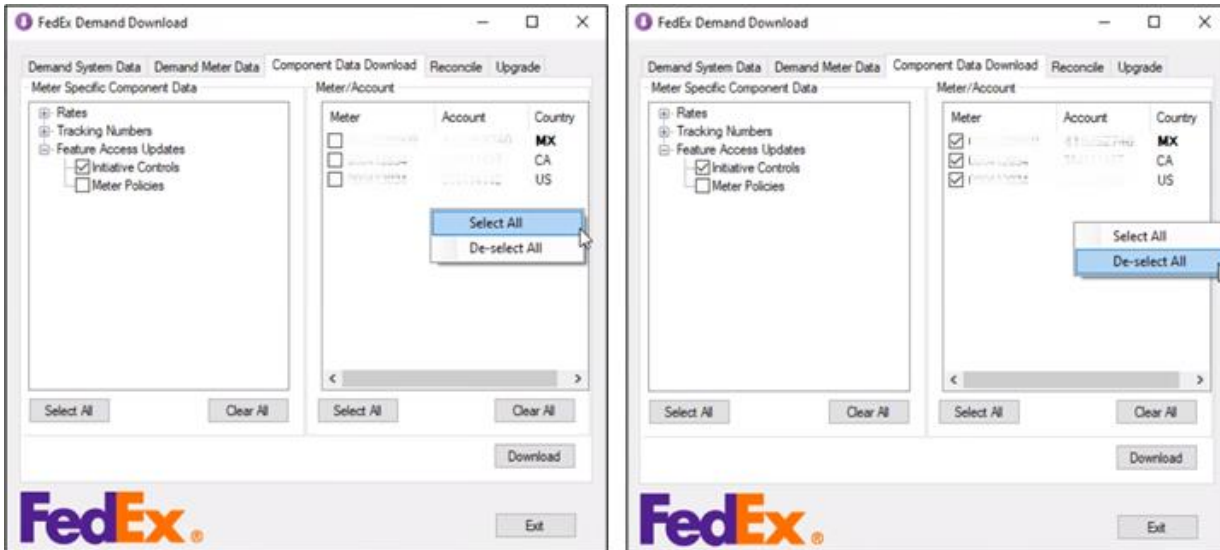 FedEx Demand Download
Demand System Data Demand Meter Data Component Data Download Reconcile Upgrade
Meter Specific Component Data
Rates
Tracking Numbers
Feature Access Updates
Initiative Controls
Meter Policies
Select All Clear All
Meter/Account
Meter Account Country
MX
CA
US
Select All
De-select All
Select All Clear All
Download
FedEx®
Exit
FedEx Demand Download
Demand System Data Demand Meter Data Component Data Download Reconcile Upgrade
Meter Specific Component Data
Rates
Tracking Numbers
Feature Access Updates
Initiative Controls
Meter Policies
Select All Clear All
Meter/Account
Meter Account Country
MX
CA
US
Select All
De-select All
Select All Clear All
Download
FedEx®
Exit